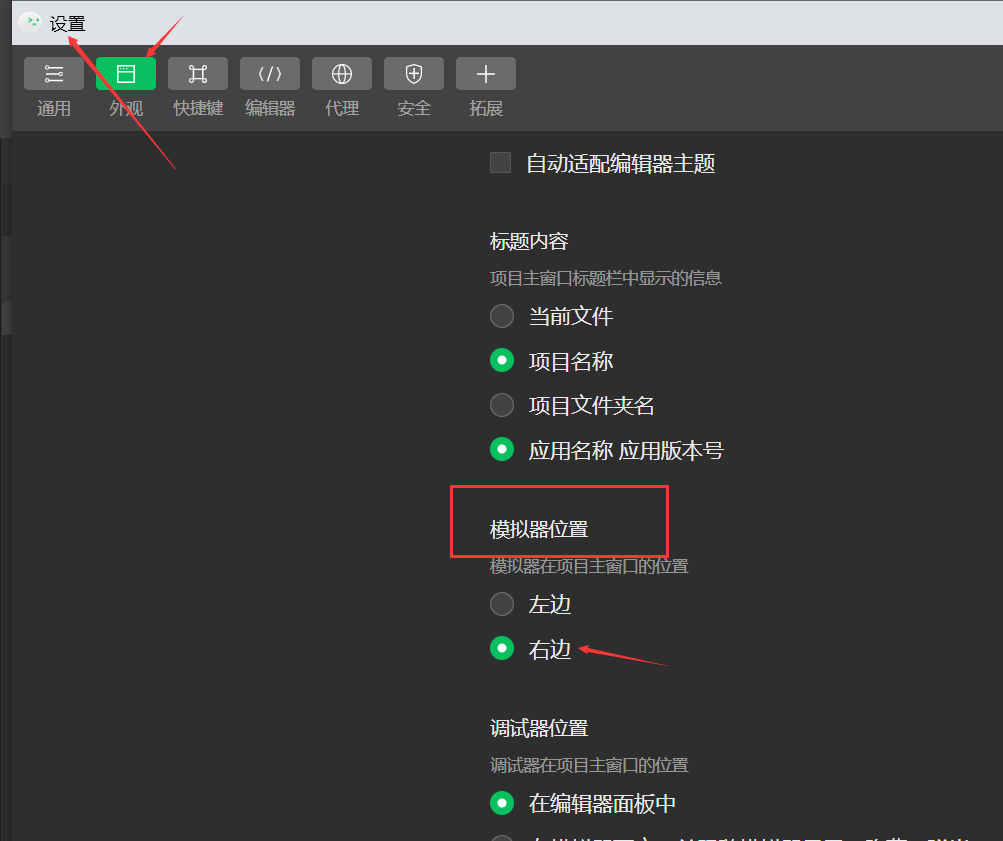 设置
通用 外观 快捷键 编辑器 代理 安全 拓展
自动适配编辑器主题
标题内容
项目主窗口标题栏中显示的信息
当前文件
项目名称
项目文件夹名
应用名称 应用版本号
模拟器位置
模拟器在项目主窗口的位置
左边
右边
调试器位置
调试器在项目主窗口的位置
在编辑器面板中